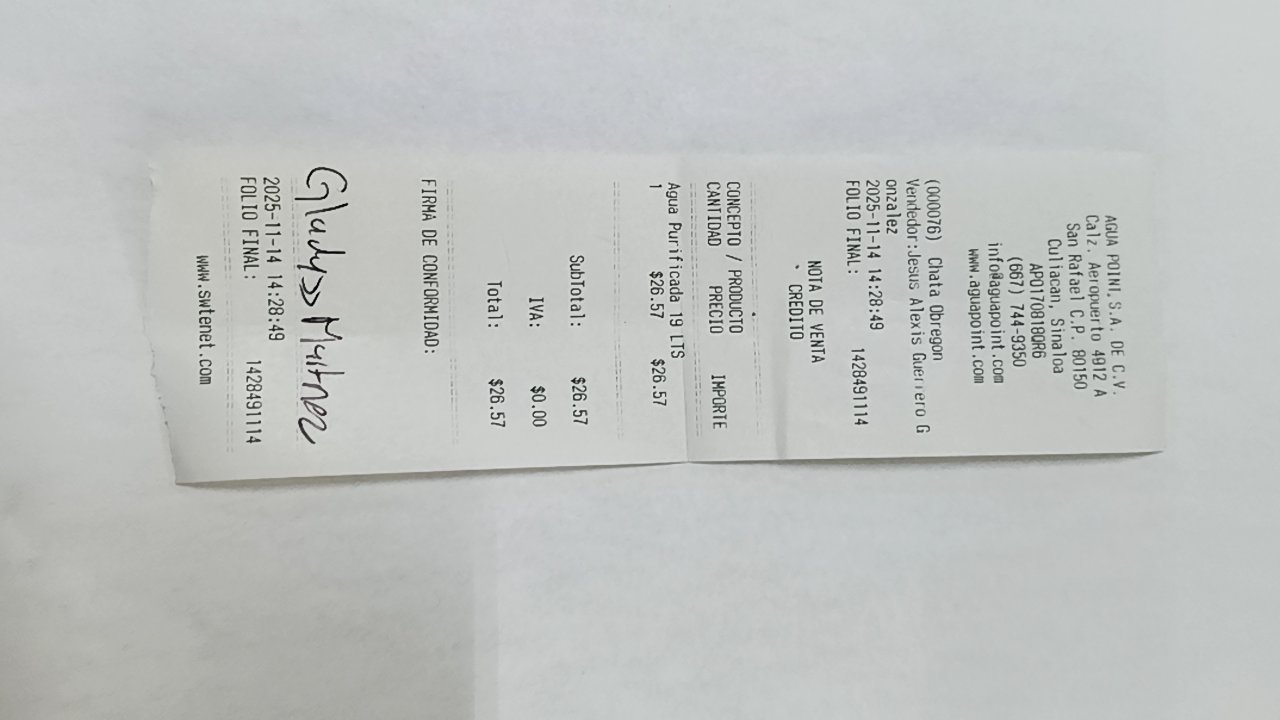 AGUA POINT, S.A. DE C.V.
Calz. Aeropuerto 4912 A
San Rafael C.P. 80150
Culiacan, Sinaloa
APO170818QR6
(667) 744-9350
info@aguapoint.com
www.aguapoint.com
(000076) Chata Obregon
Vendedor:Jesus Alexis Guerrero G
onzalez
2025-11-14 14:28:49
FOLIO FINAL: 1428491114
NOTA DE VENTA
CREDITO
CONCEPTO / PRODUCTO
CANTIDAD PRECIO IMPORTE
Agua Purificada 19 LTS
1 $26.57 $26.57
SubTotal: $26.57
IVA: $0.00
Total: $26.57
FIRMA DE CONFORMIDAD:
Gladyss
2025-11-14 14:28:49
FOLIO FINAL: 1428491114
www.swtenet.com